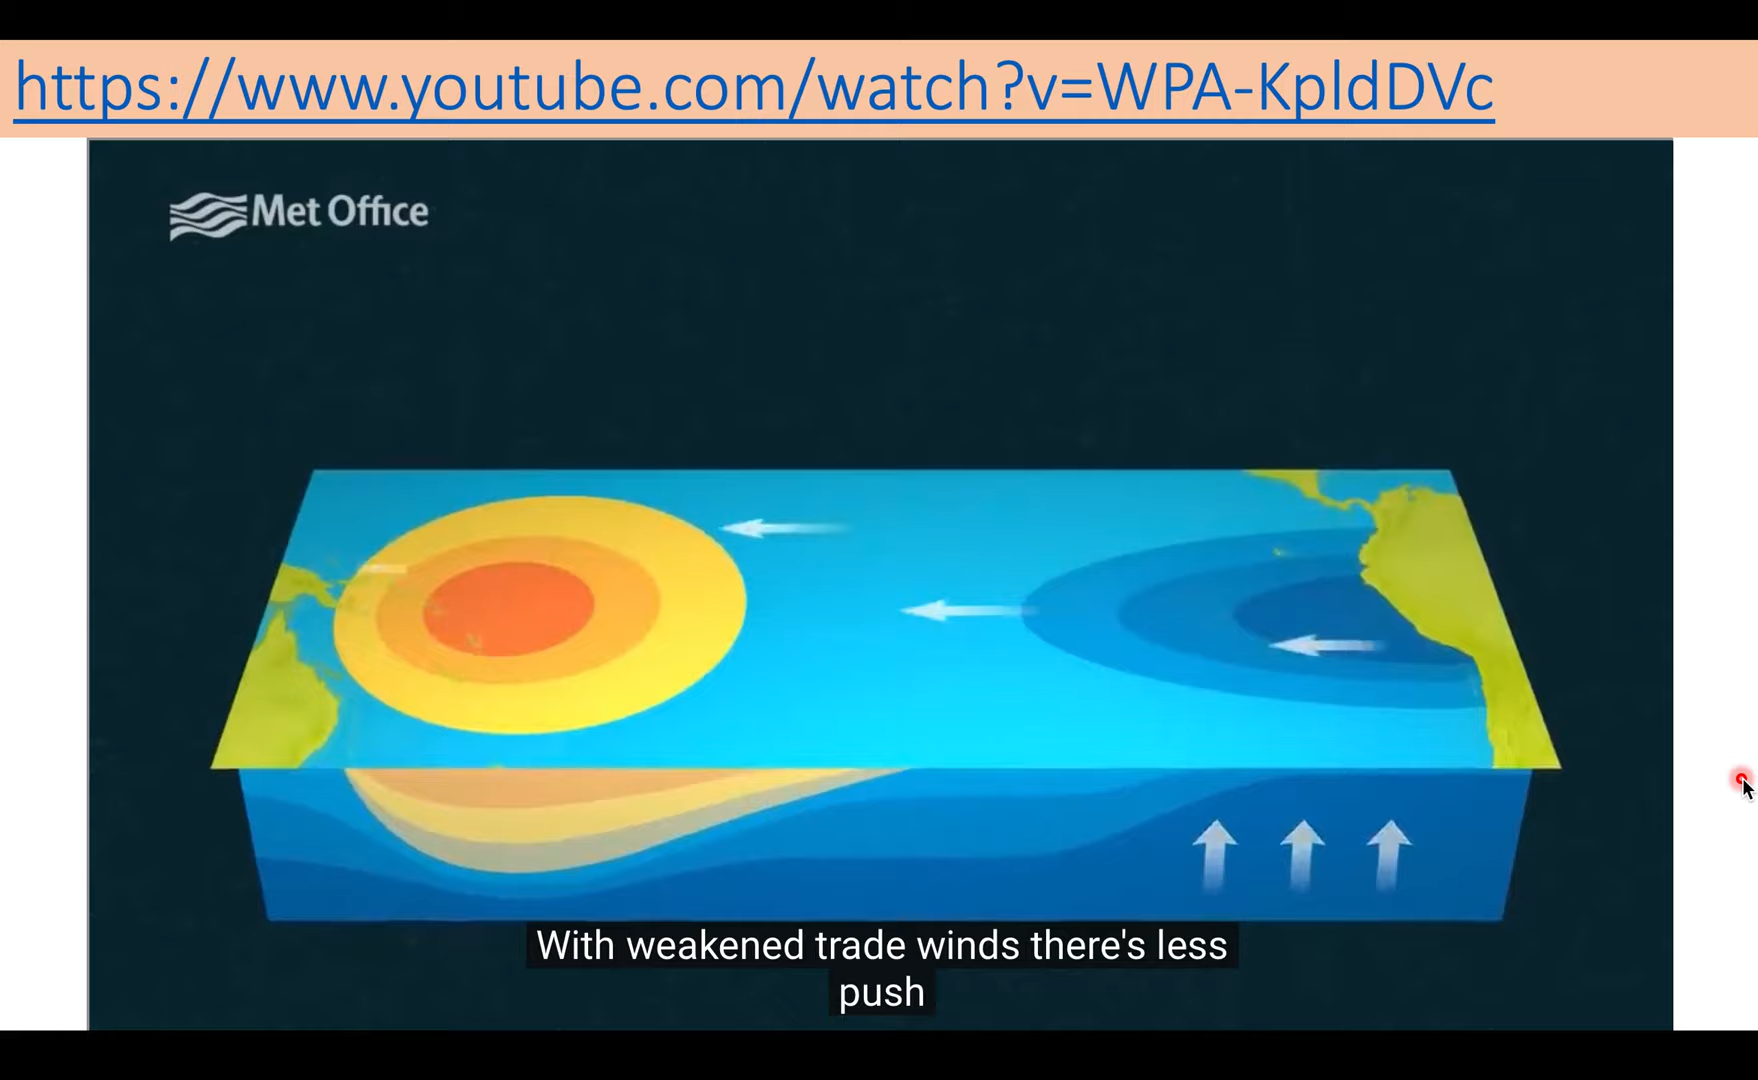 https://www.youtube.com/watch?v=WPA-KpldDVc
Met Office
With weakened trade winds there's less
push